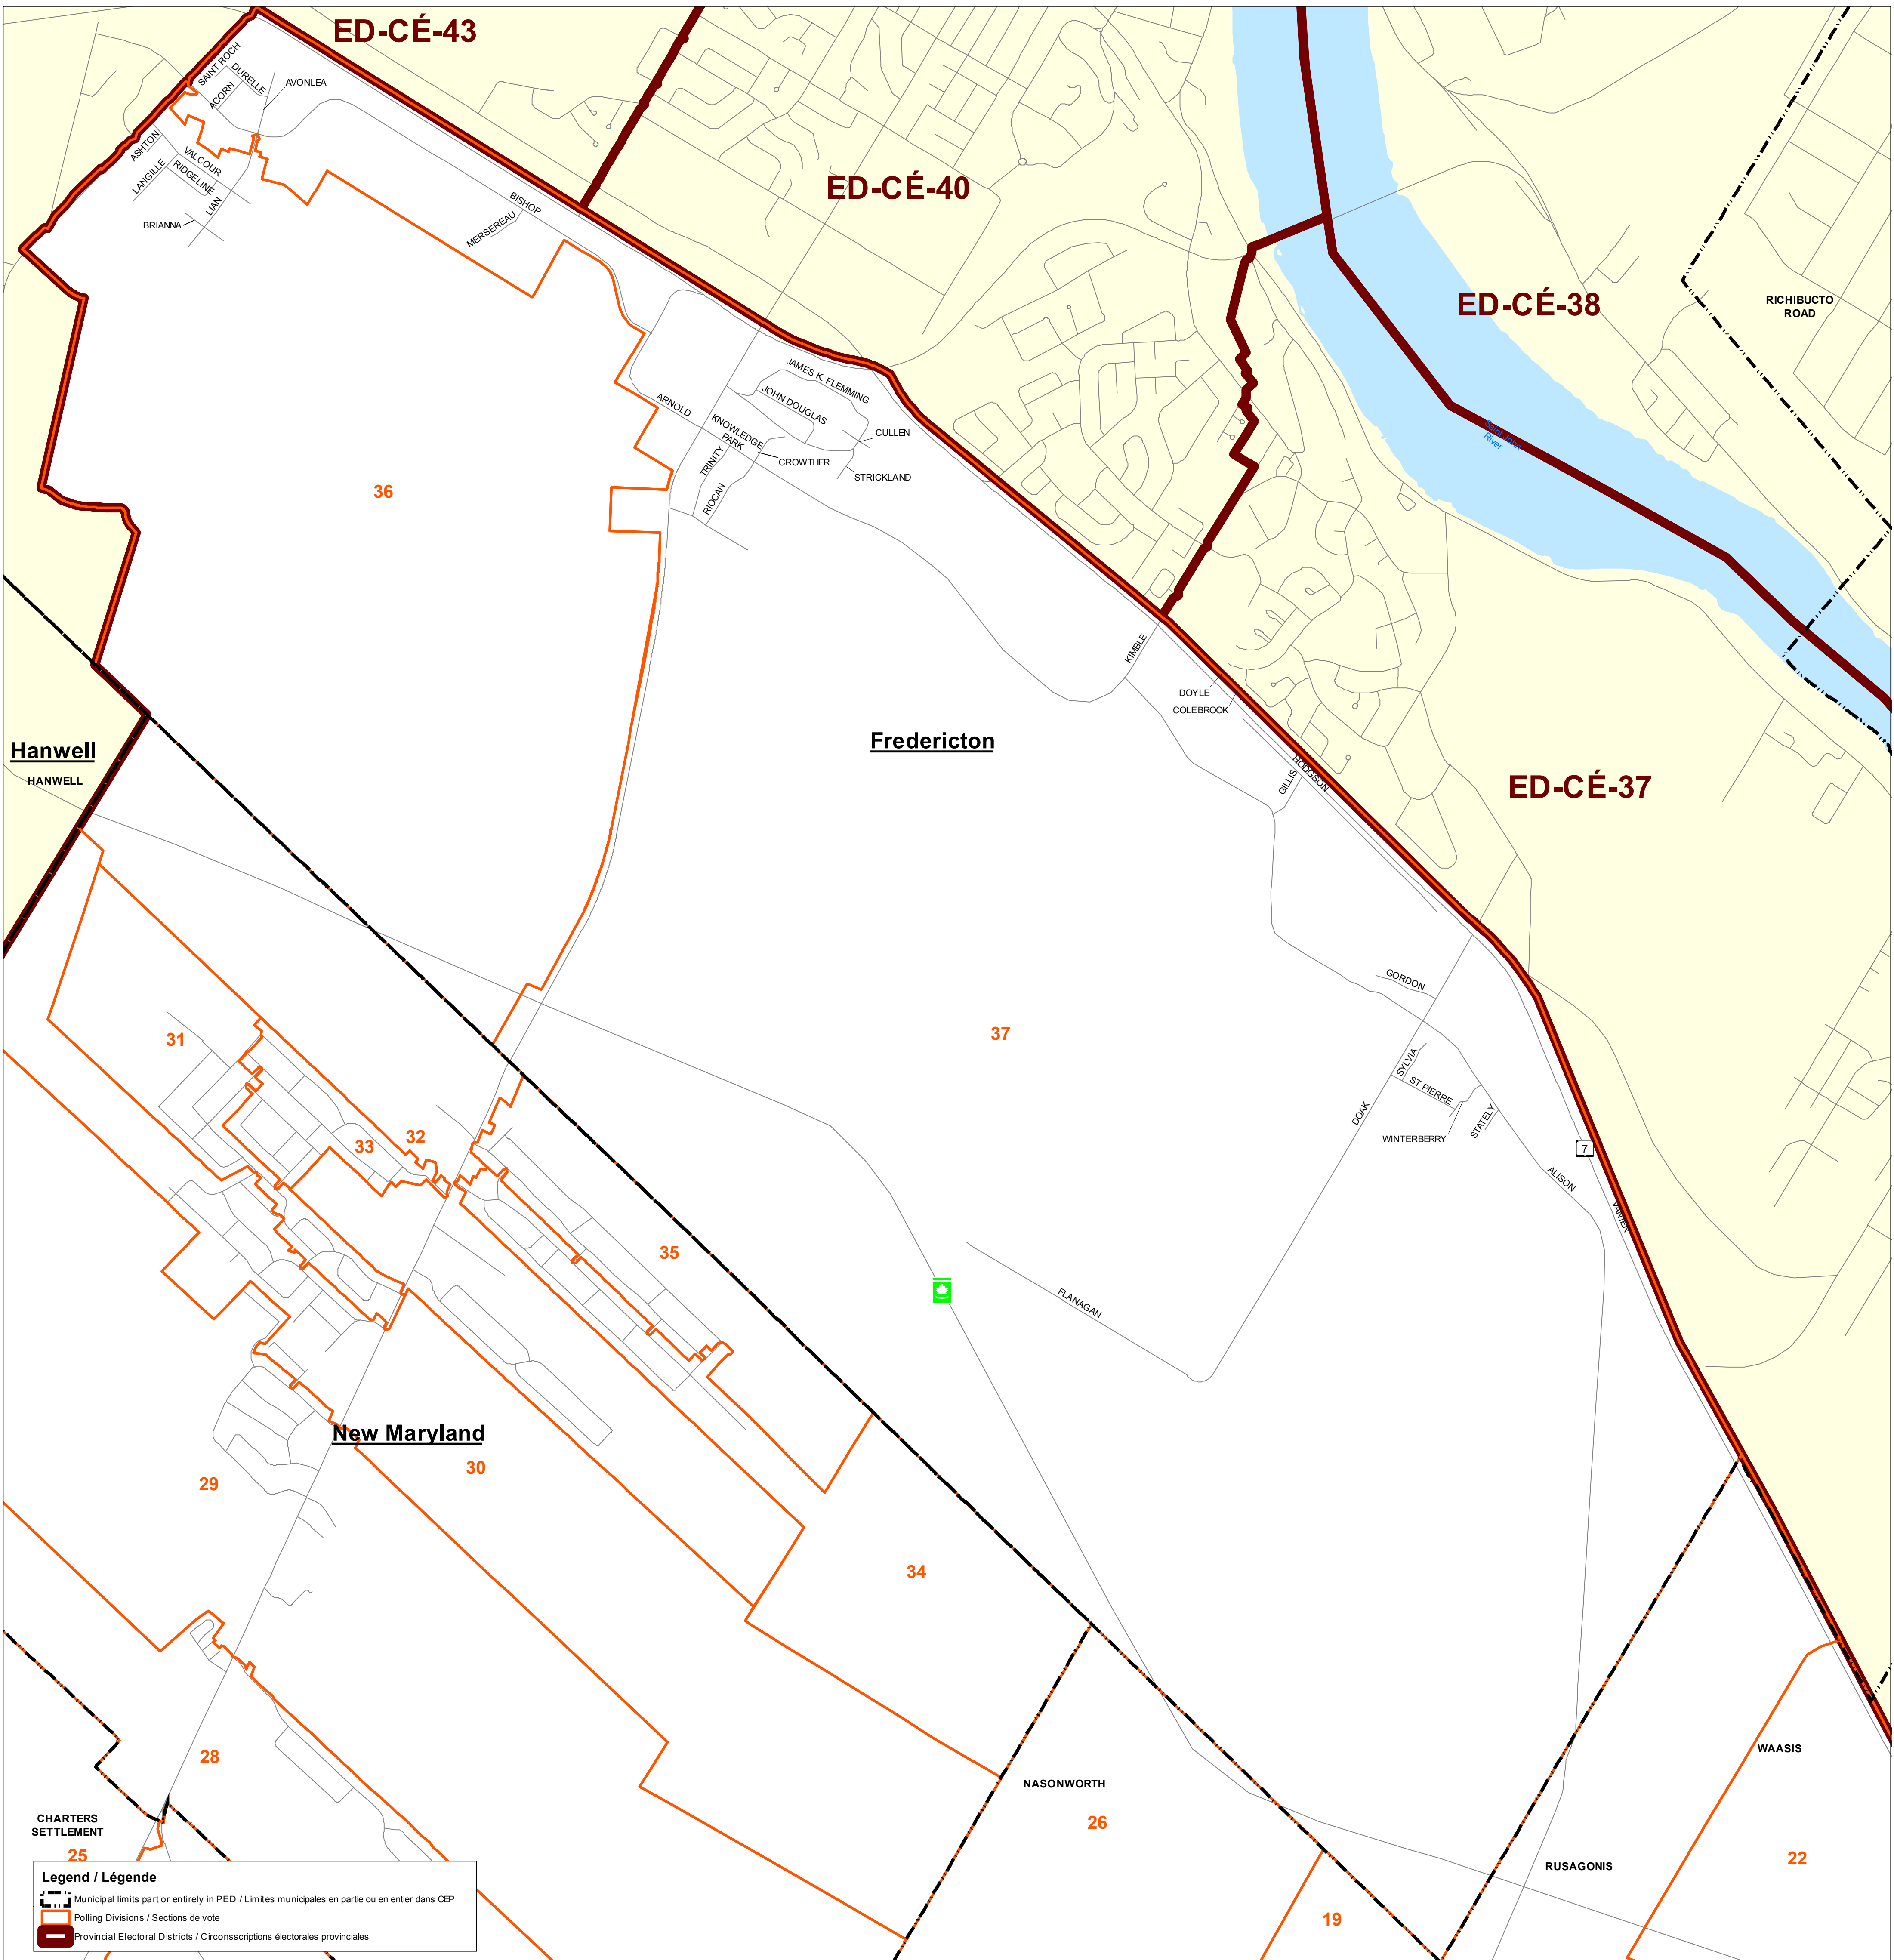 ED-CÉ-43
SAINT ROCH
DURELLE
ACORN
AVONLEA
ASHTON
VALCOUR
LANGILLE
RIDGELINE
LIAN
BRIANNA
BISHOP
MERSEREAU
ED-CÉ-40
ED-CÉ-38
RICHIBUCTO
ROAD
River
JAMES K. FLEMMING
JOHN DOUGLAS
ARNOLD
KNOWLEDGE
PARK
CULLEN
TRINITY
CROWTHER
STRICKLAND
RIOCAN
36
KIMBLE
DOYLE
COLEBROOK
Fredericton
Hanwell
HANWELL
HODGSON
GILLIS
ED-CÉ-37
GORDON
37
31
SYLVIA
ST PIERRE
DOAK
STATELY
WINTERBERRY
32
33
7
ALISON
VANIER
35
FLANAGAN
New Maryland
30
29
34
28
WAASIS
NASONWORTH
CHARTERS
SETTLEMENT
26
25
RUSAGONIS
22
19
Legend / Légende
Municipal limits part or entirely in PED / Limites municipales en partie ou en entier dans CEP
Polling Divisions / Sections de vote
Provincial Electoral Districts / Circonsscriptions électorales provinciales